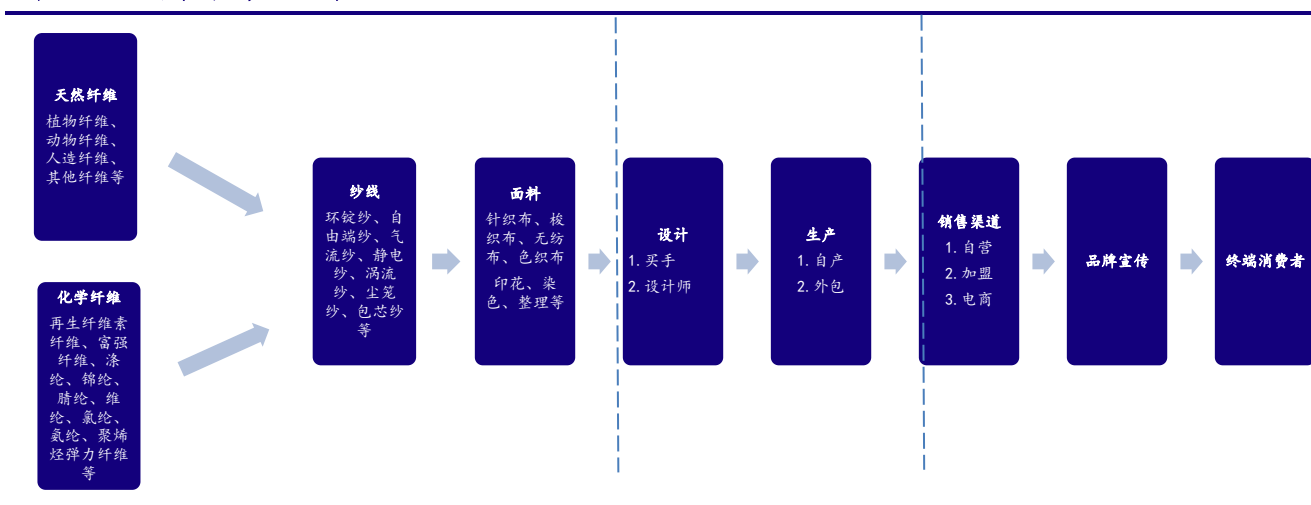 天然纤维
植物纤维、
动物纤维、
人造纤维、
其他纤维等
化学纤维
再生纤维素
纤维、富强
纤维、涤
纶、锦纶、
腈纶、维
纶、氯纶、
氨纶、聚烯
烃弹力纤维
等
纱线
环锭纱、自
由端纱、气
流纱、静电
纱、涡流
纱、尘笼
纱、包芯纱
等
面料
针织布、梭
织布、无纺
布、色织布
印花、染
色、整理等
设计
1. 买手
2. 设计师
生产
1. 自产
2. 外包
销售渠道
1. 自营
2. 加盟
3. 电商
品牌宣传
终端消费者